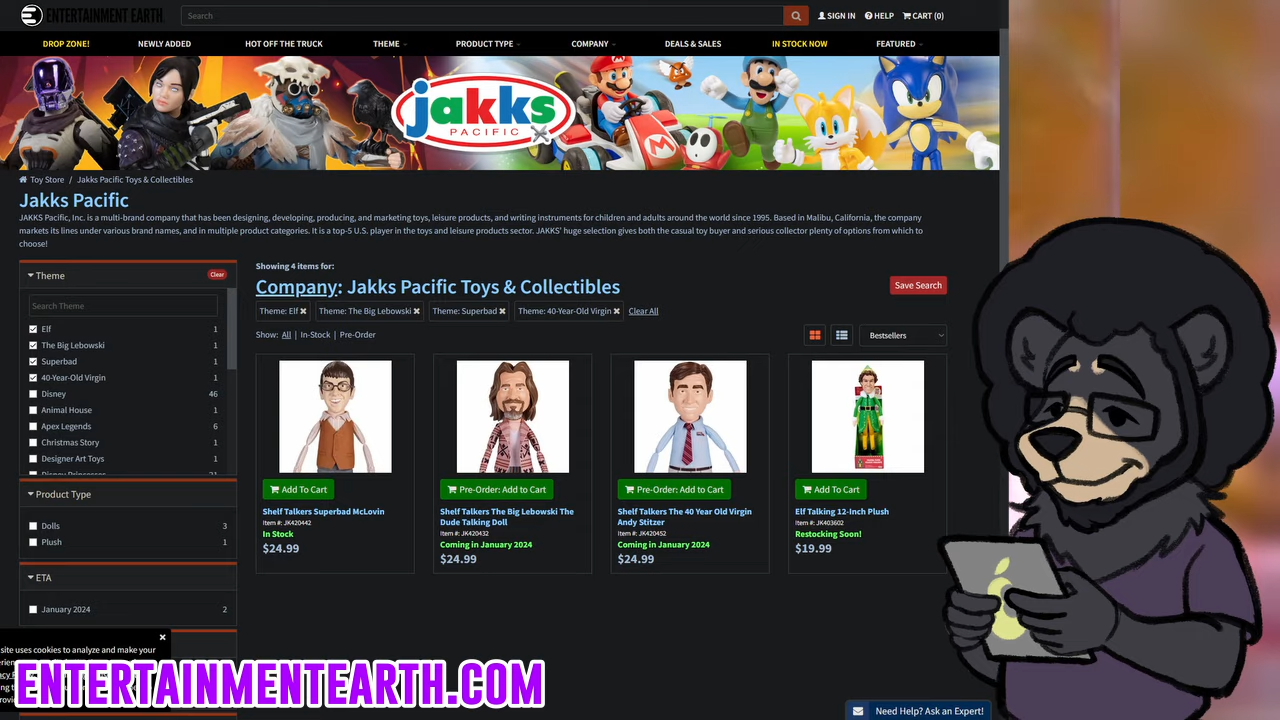 ENTERTAINMENT EARTH
Search
SIGN IN
HELP
CART (0)
DROP ZONE!
NEWLY ADDED
HOT OFF THE TRUCK
THEME
PRODUCT TYPE
COMPANY
DEALS & SALES
IN STOCK NOW
FEATURED
jakks
PACIFIC
Toy Store / Jakks Pacific Toys & Collectibles
Jakks Pacific
JAKKS Pacific, Inc. is a multi-brand company that has been designing, developing, producing, and marketing toys, leisure products, and writing instruments for children and adults around the world since 1995. Based in Malibu, California, the company
markets its lines under various brand names, and in multiple product categories. It is a top-5 U.S. player in the toys and leisure products sector. JAKKS' huge selection gives both the casual toy buyer and serious collector plenty of options from which to
choose!
Theme
Clear
Search Theme
Elf 1
The Big Lebowski 1
Superbad 1
40-Year-Old Virgin 1
Disney 46
Animal House 1
Apex Legends 6
Christmas Story 1
Designer Art Toys 1
Disney Princesses
Product Type
Dolls 3
Plush 1
ETA
January 2024 2
Showing 4 items for:
Company: Jakks Pacific Toys & Collectibles
Save Search
Theme: Elf
Theme: The Big Lebowski
Theme: Superbad
Theme: 40-Year-Old Virgin
Clear All
Show: All | In-Stock | Pre-Order
Bestsellers
Add To Cart
Shelf Talkers Superbad McLovin
Item #: JK420442
In Stock
$24.99
Pre-Order: Add to Cart
Shelf Talkers The Big Lebowski The
Dude Talking Doll
Item #: JK420432
Coming in January 2024
$24.99
Pre-Order: Add to Cart
Shelf Talkers The 40 Year Old Virgin
Andy Stitzer
Item #: JK420452
Coming in January 2024
$24.99
Add To Cart
Elf Talking 12-Inch Plush
Item #: JK403602
Restocking Soon!
$19.99
site uses cookies to analyze and make your
ENTERTAINMENTEARTH.COM
Need Help? Ask an Expert!